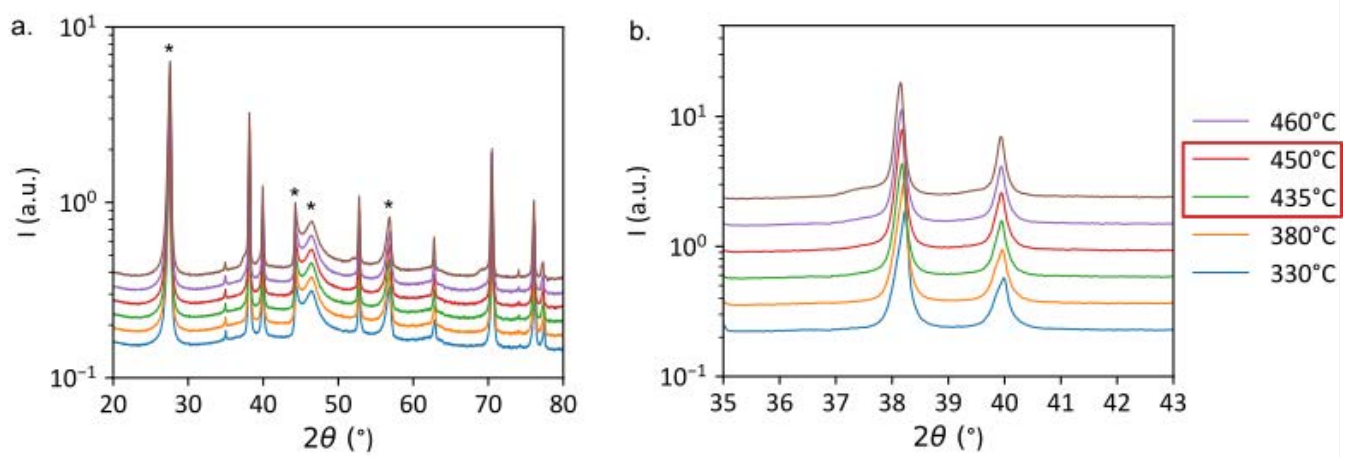 a.
I (a.u.)
10¹
10⁰
10⁻¹
*
*
*
*
20 30 40 50 60 70 80
2θ (°)
b.
I (a.u.)
10¹
10⁰
10⁻¹
35 36 37 38 39 40 41 42 43
2θ (°)
460°C
450°C
435°C
380°C
330°C